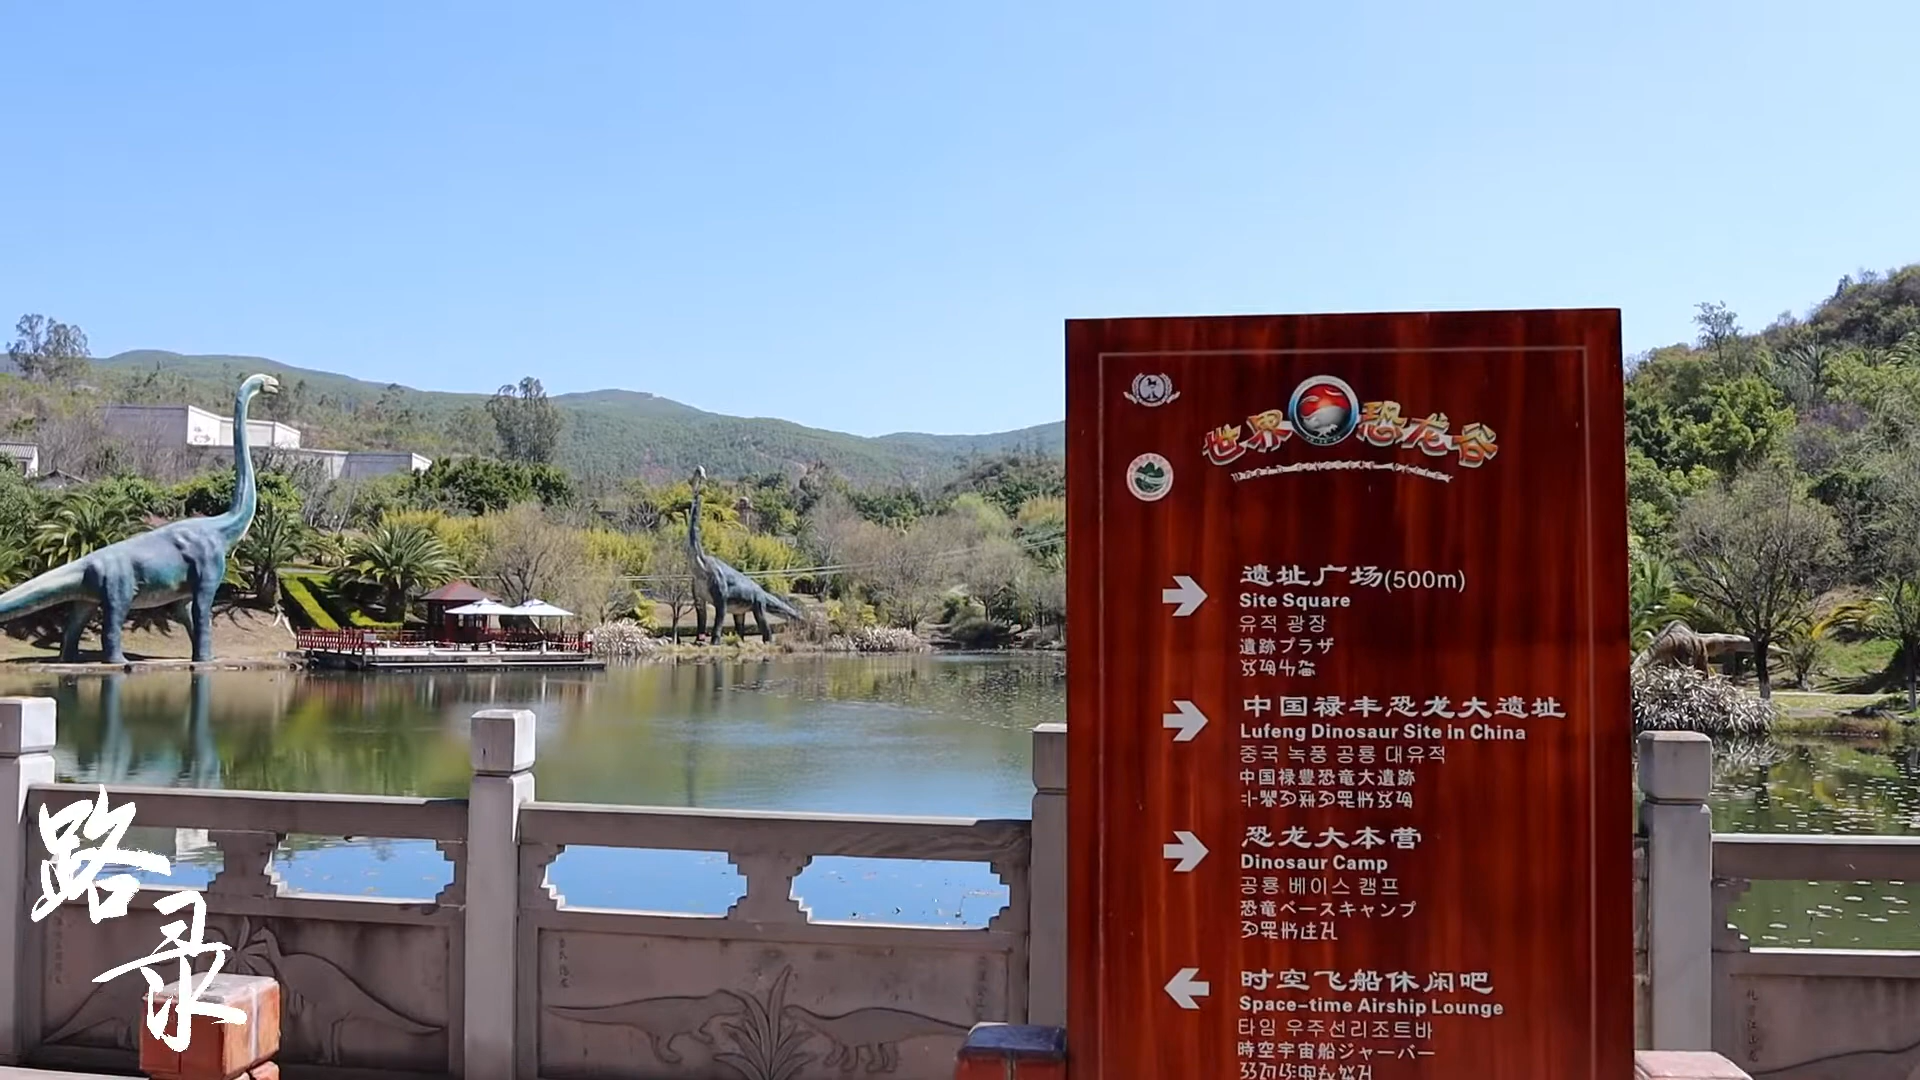 世界恐龙谷
遗址广场(500m)
Site Square
유적 광장
遺跡プラザ
中国禄丰恐龙大遗址
Lufeng Dinosaur Site in China
중국 녹풍 공룡 대유적
中国禄豊恐竜大遺跡
恐龙大本营
Dinosaur Camp
공룡 베이스 캠프
恐竜ベースキャンプ
时空飞船休闲吧
Space-time Airship Lounge
타임 우주선리조트바
時空宇宙船ジャーバー
路录